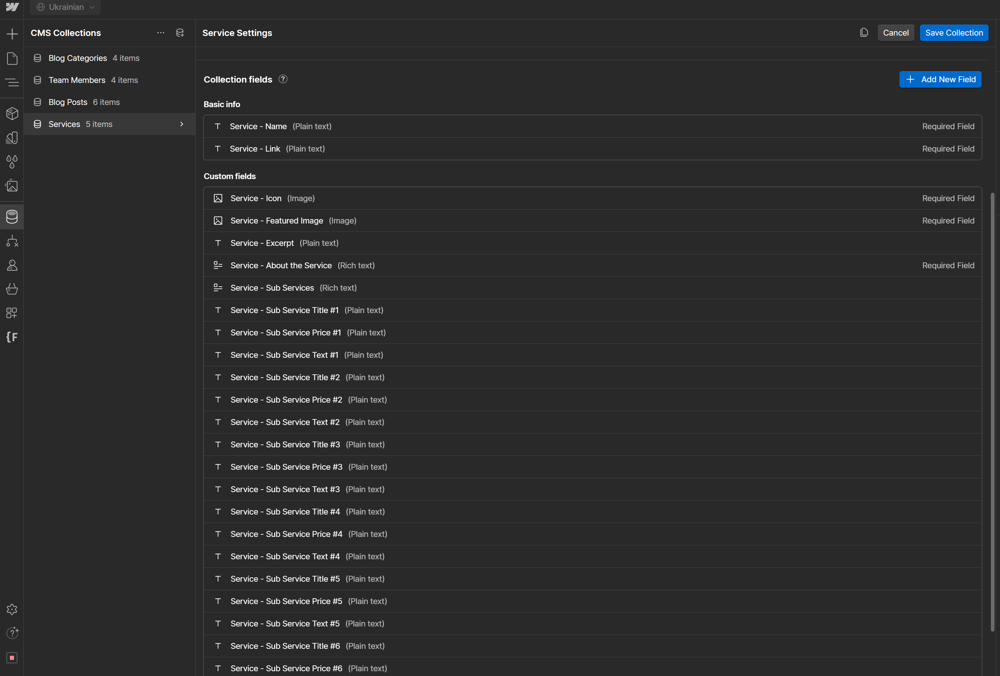 Ukrainian
CMS Collections
Service Settings
Cancel
Save Collection
Blog Categories 4 items
Team Members 4 items
Blog Posts 6 items
Services 5 items
Collection fields ?
Add New Field
Basic info
Service - Name (Plain text) Required Field
Service - Link (Plain text) Required Field
Custom fields
Service - Icon (Image) Required Field
Service - Featured Image (Image) Required Field
Service - Excerpt (Plain text)
Service - About the Service (Rich text) Required Field
Service - Sub Services (Rich text)
Service - Sub Service Title #1 (Plain text)
Service - Sub Service Price #1 (Plain text)
Service - Sub Service Text #1 (Plain text)
Service - Sub Service Title #2 (Plain text)
Service - Sub Service Price #2 (Plain text)
Service - Sub Service Text #2 (Plain text)
Service - Sub Service Title #3 (Plain text)
Service - Sub Service Price #3 (Plain text)
Service - Sub Service Text #3 (Plain text)
Service - Sub Service Title #4 (Plain text)
Service - Sub Service Price #4 (Plain text)
Service - Sub Service Text #4 (Plain text)
Service - Sub Service Title #5 (Plain text)
Service - Sub Service Price #5 (Plain text)
Service - Sub Service Text #5 (Plain text)
Service - Sub Service Title #6 (Plain text)
Service - Sub Service Price #6 (Plain text)
{F